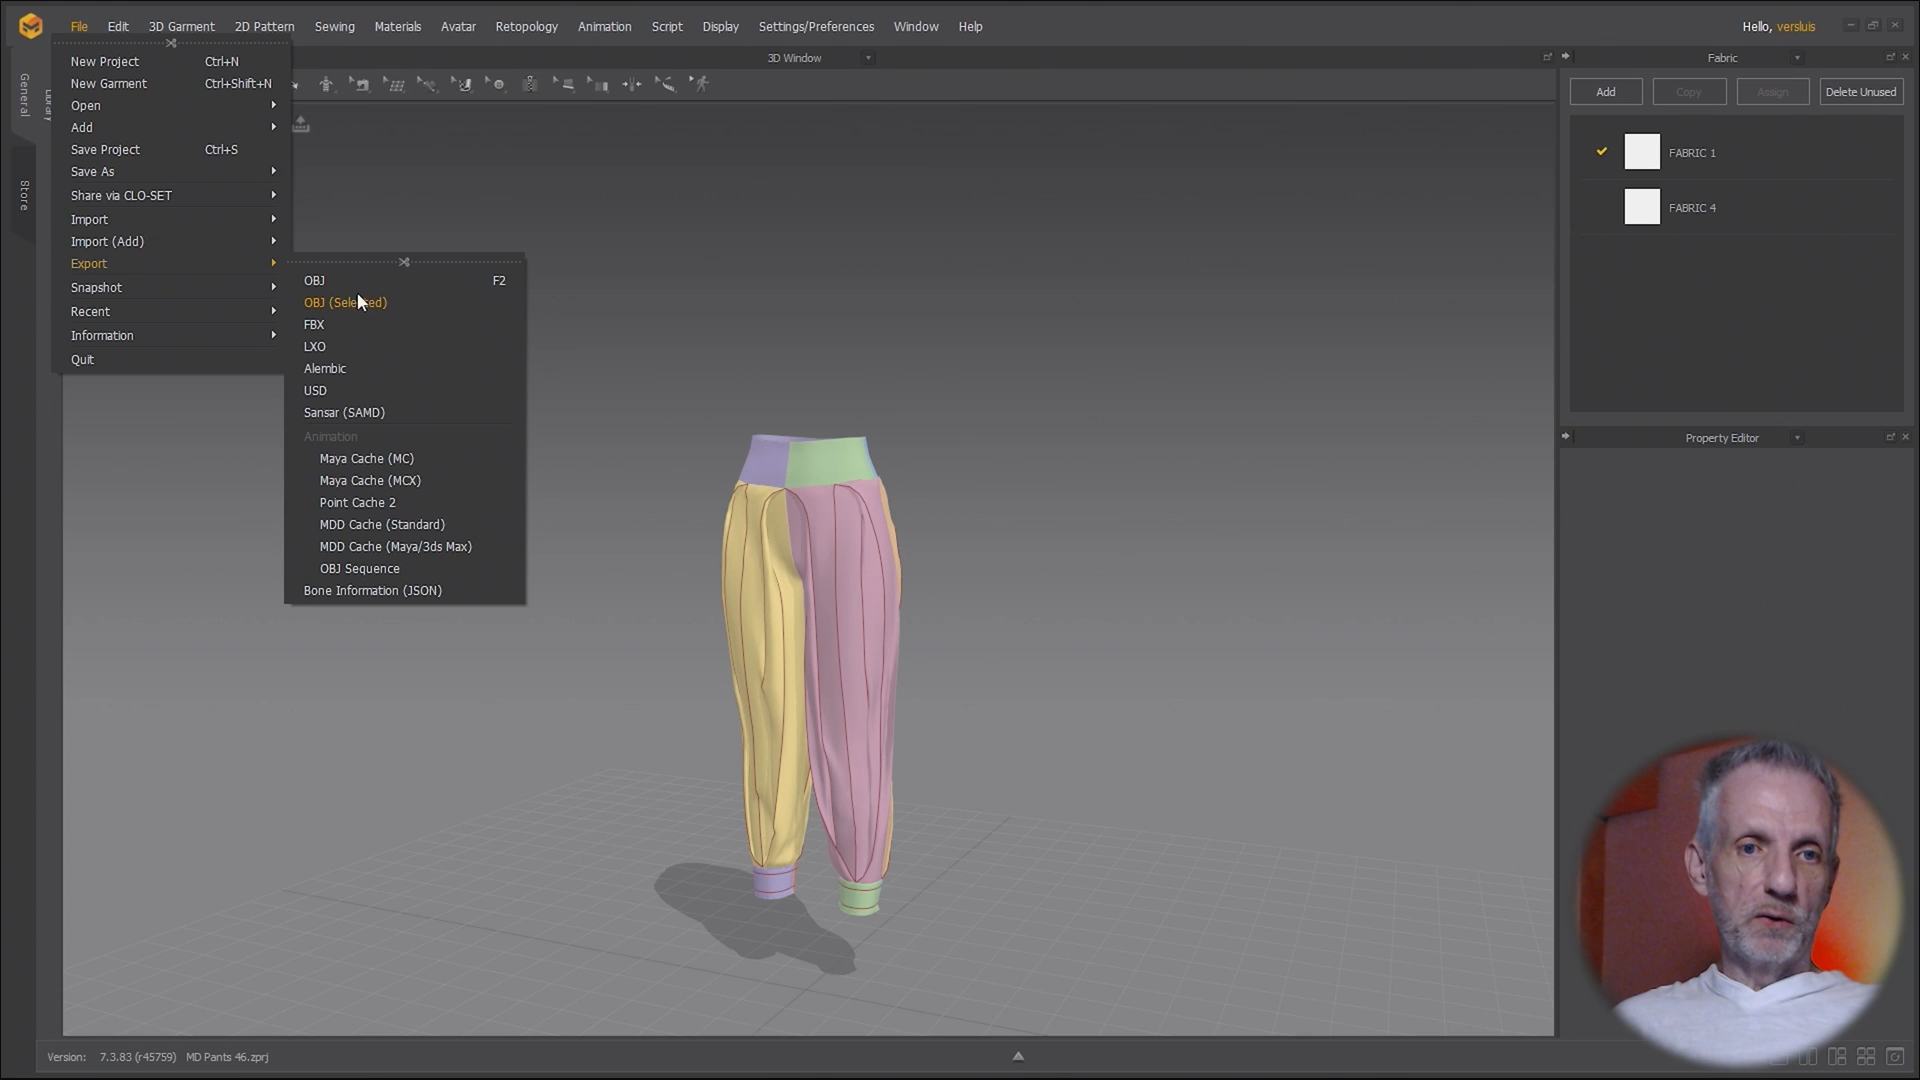 File Edit 3D Garment 2D Pattern Sewing Materials Avatar Retopology Animation Script Display Settings/Preferences Window Help
Hello, versluis
General
Library
Store
New Project Ctrl+N
New Garment Ctrl+Shift+N
Open
Add
Save Project Ctrl+S
Save As
Share via CLO-SET
Import
Import (Add)
Export
Snapshot
Recent
Information
Quit
OBJ F2
OBJ (Selected)
FBX
LXO
Alembic
USD
Sansar (SAMD)
Animation
Maya Cache (MC)
Maya Cache (MCX)
Point Cache 2
MDD Cache (Standard)
MDD Cache (Maya/3ds Max)
OBJ Sequence
Bone Information (JSON)
3D Window
Fabric
Add Copy Assign Delete Unused
FABRIC 1
FABRIC 4
Property Editor
Version: 7.3.83 (r45759) MD Pants 46.zprj